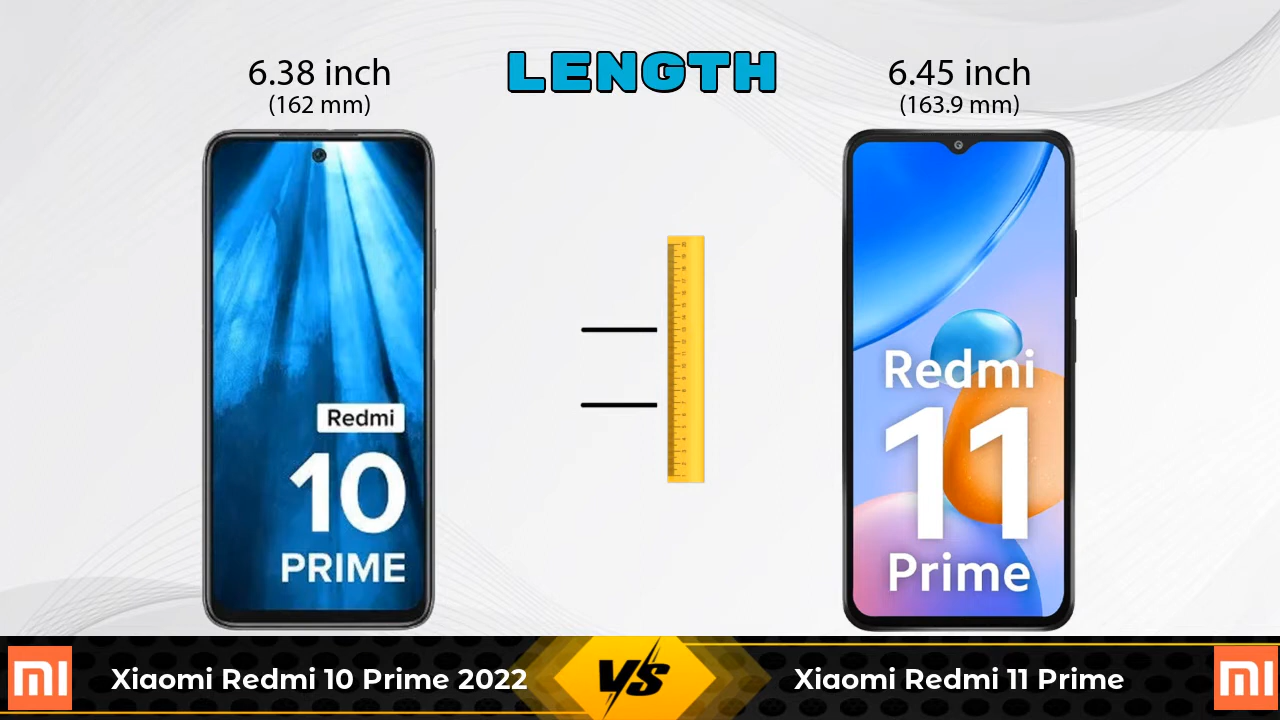 LENGTH
6.38 inch
(162 mm)
6.45 inch
(163.9 mm)
Redmi
10
PRIME
Redmi
11
Prime
Xiaomi Redmi 10 Prime 2022
VS
Xiaomi Redmi 11 Prime